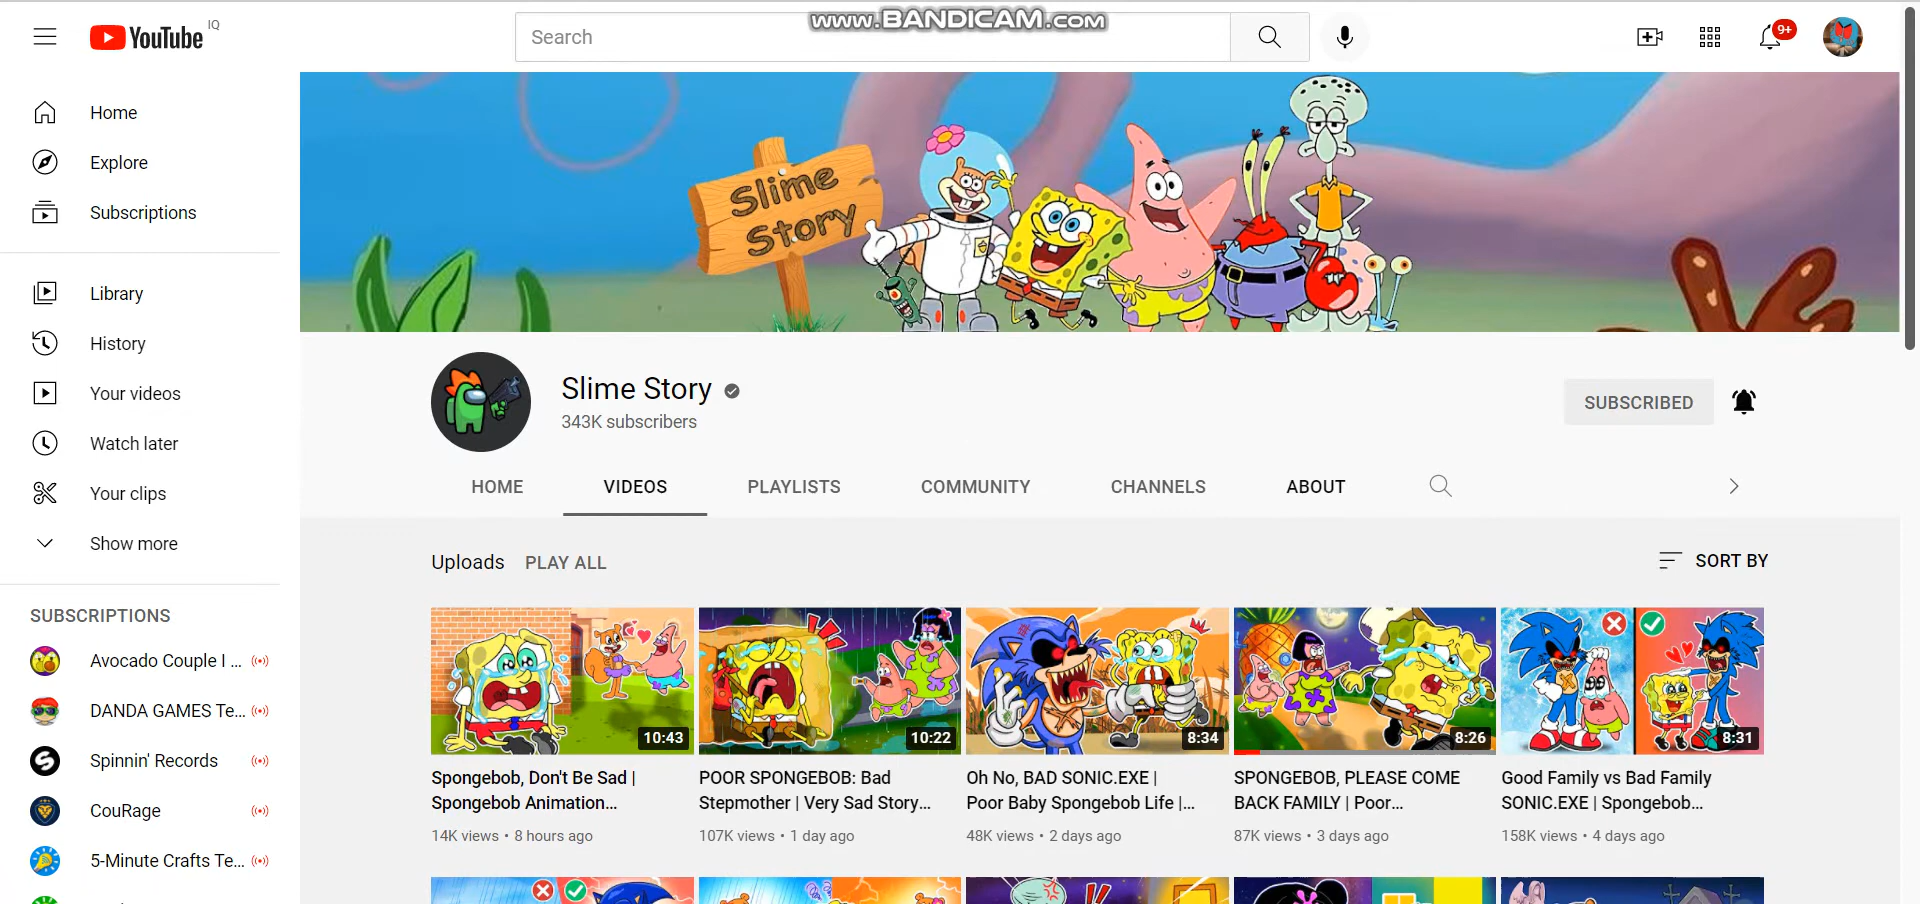 www.BANDICAM.com
YouTube IQ
Search
9+
Home
Explore
Subscriptions
Library
History
Your videos
Watch later
Your clips
Show more
SUBSCRIPTIONS
Avocado Couple I ...
DANDA GAMES Te...
Spinnin' Records
CouRage
5-Minute Crafts Te...
Slime
Story
Slime Story
343K subscribers
SUBSCRIBED
HOME VIDEOS PLAYLISTS COMMUNITY CHANNELS ABOUT
Uploads PLAY ALL
SORT BY
10:43
Spongebob, Don't Be Sad |
Spongebob Animation...
14K views • 8 hours ago
10:22
POOR SPONGEBOB: Bad
Stepmother | Very Sad Story...
107K views • 1 day ago
8:34
Oh No, BAD SONIC.EXE |
Poor Baby Spongebob Life |...
48K views • 2 days ago
8:26
SPONGEBOB, PLEASE COME
BACK FAMILY | Poor...
87K views • 3 days ago
8:31
Good Family vs Bad Family
SONIC.EXE | Spongebob...
158K views • 4 days ago